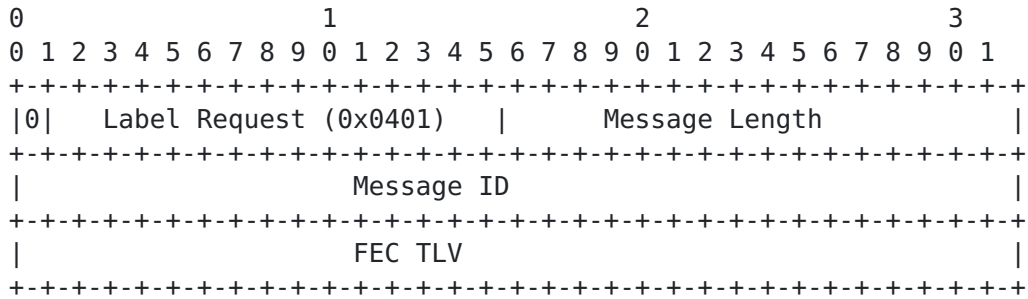 0                   1                   2                   3
0 1 2 3 4 5 6 7 8 9 0 1 2 3 4 5 6 7 8 9 0 1 2 3 4 5 6 7 8 9 0 1
+-+-+-+-+-+-+-+-+-+-+-+-+-+-+-+-+-+-+-+-+-+-+-+-+-+-+-+-+-+-+-+-+
|0|   Label Request (0x0401)   |      Message Length            |
+-+-+-+-+-+-+-+-+-+-+-+-+-+-+-+-+-+-+-+-+-+-+-+-+-+-+-+-+-+-+-+-+
|                     Message ID                                |
+-+-+-+-+-+-+-+-+-+-+-+-+-+-+-+-+-+-+-+-+-+-+-+-+-+-+-+-+-+-+-+-+
|                     FEC TLV                                   |
+-+-+-+-+-+-+-+-+-+-+-+-+-+-+-+-+-+-+-+-+-+-+-+-+-+-+-+-+-+-+-+-+